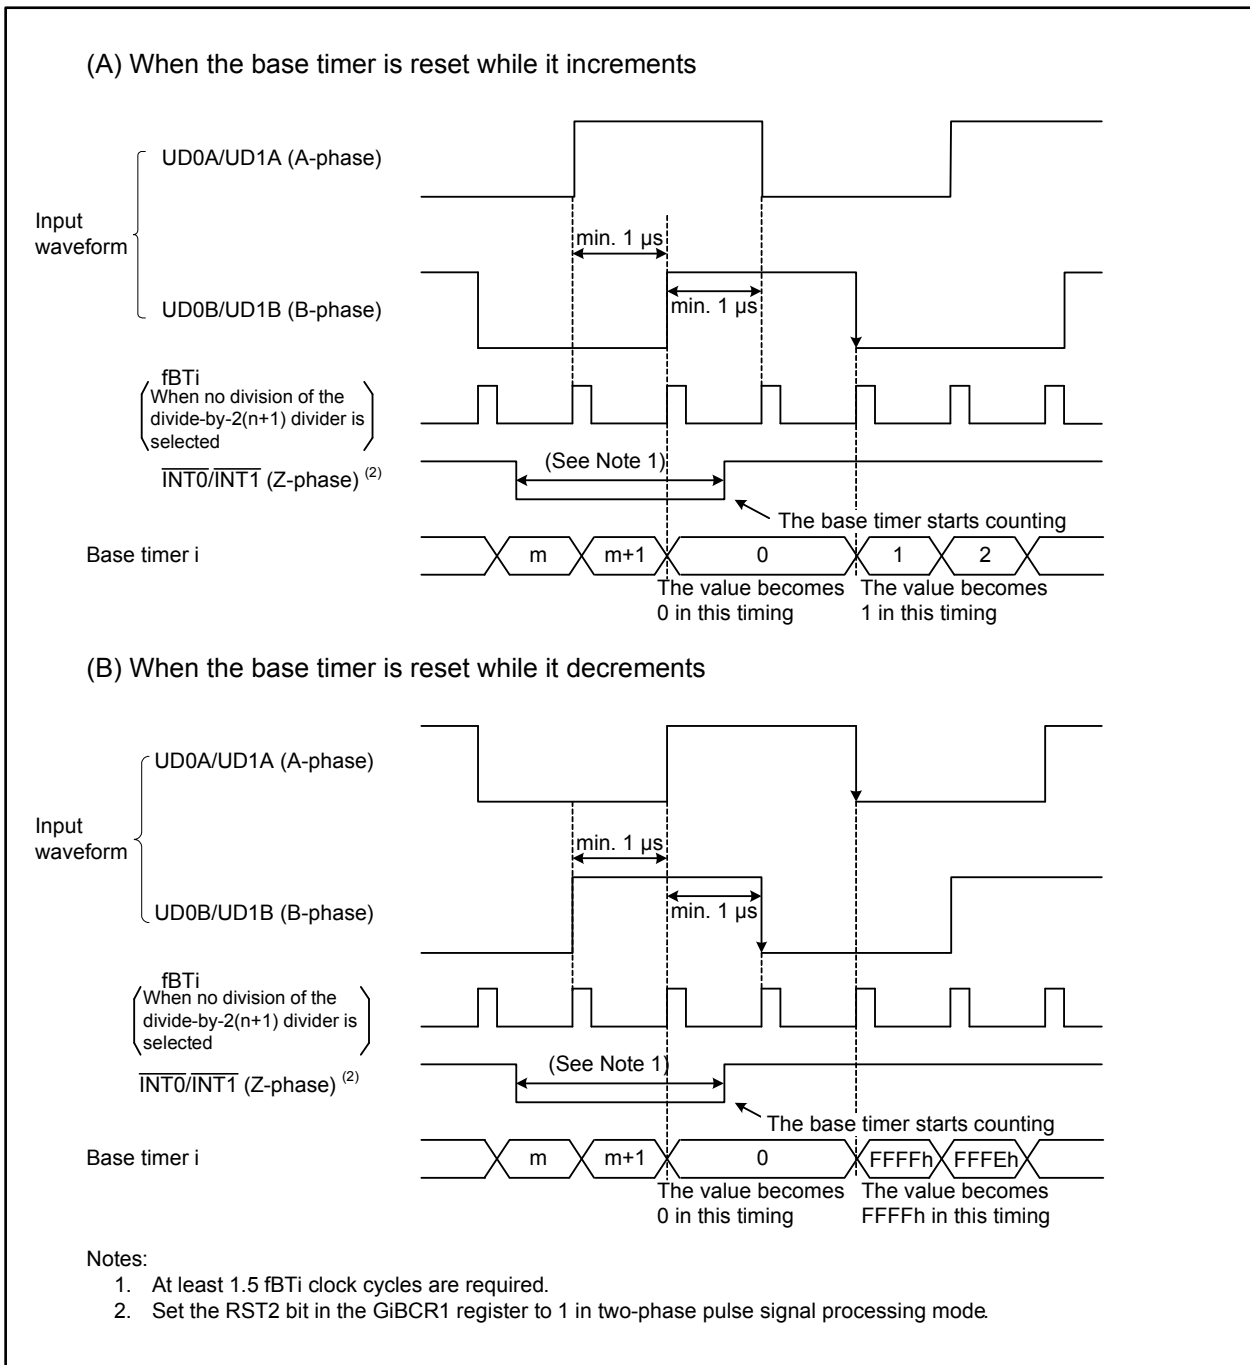 (A) When the base timer is reset while it increments
UD0A/UD1A (A-phase)
Input
waveform
min. 1 µs
UD0B/UD1B (B-phase)
min. 1 µs
fBTi
When no division of the
divide-by-2(n+1) divider is
selected
INT0/INT1 (Z-phase) (2)
(See Note 1)
The base timer starts counting
Base timer i
m
m+1
0
1
2
The value becomes
0 in this timing
The value becomes
1 in this timing
(B) When the base timer is reset while it decrements
UD0A/UD1A (A-phase)
Input
waveform
min. 1 µs
UD0B/UD1B (B-phase)
min. 1 µs
fBTi
When no division of the
divide-by-2(n+1) divider is
selected
INT0/INT1 (Z-phase) (2)
(See Note 1)
The base timer starts counting
Base timer i
m
m+1
0
FFFFh
FFFEh
The value becomes
0 in this timing
The value becomes
FFFFh in this timing
Notes:
1. At least 1.5 fBTi clock cycles are required.
2. Set the RST2 bit in the GiBCR1 register to 1 in two-phase pulse signal processing mode.